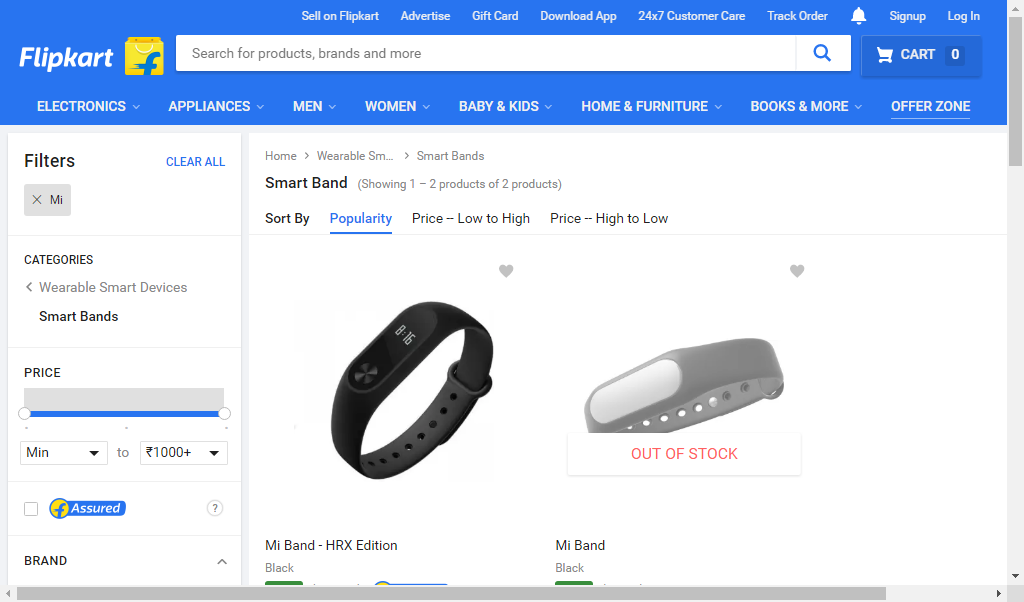 Sell on Flipkart Advertise Gift Card Download App 24x7 Customer Care Track Order Signup Log In
Flipkart
Search for products, brands and more
CART 0
ELECTRONICS APPLIANCES MEN WOMEN BABY & KIDS HOME & FURNITURE BOOKS & MORE OFFER ZONE
Filters CLEAR ALL
Mi
CATEGORIES
Wearable Smart Devices
Smart Bands
PRICE
Min to ₹1000+
Assured ?
BRAND
Home Wearable Sm... Smart Bands
Smart Band (Showing 1 – 2 products of 2 products)
Sort By Popularity Price -- Low to High Price -- High to Low
8:16
OUT OF STOCK
Mi Band - HRX Edition
Black
Mi Band
Black